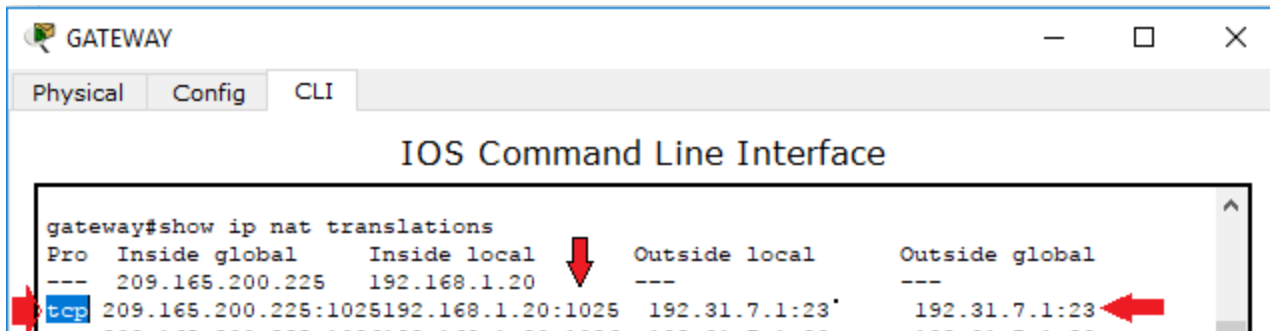 GATEWAY
Physical Config CLI
IOS Command Line Interface
gateway#show ip nat translations
Pro Inside global Inside local Outside local Outside global
--- 209.165.200.225 192.168.1.20 --- ---
tcp 209.165.200.225:1025192.168.1.20:1025 192.31.7.1:23 192.31.7.1:23